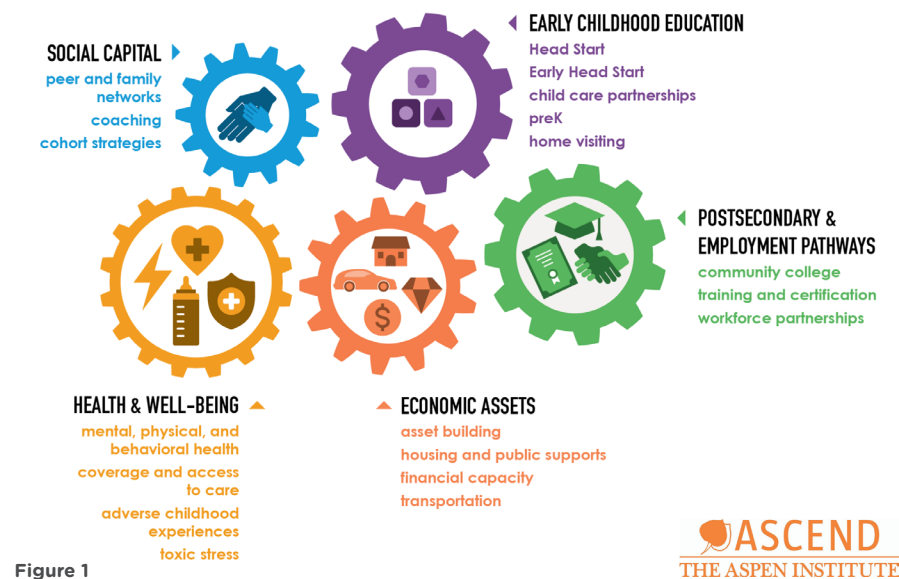 SOCIAL CAPITAL
peer and family
networks
coaching
cohort strategies
EARLY CHILDHOOD EDUCATION
Head Start
Early Head Start
child care partnerships
preK
home visiting
POSTSECONDARY &
EMPLOYMENT PATHWAYS
community college
training and certification
workforce partnerships
HEALTH & WELL-BEING
mental, physical, and
behavioral health
coverage and access
to care
adverse childhood
experiences
toxic stress
$
ECONOMIC ASSETS
asset building
housing and public supports
financial capacity
transportation
Figure 1
ASCEND
THE ASPEN INSTITUTE